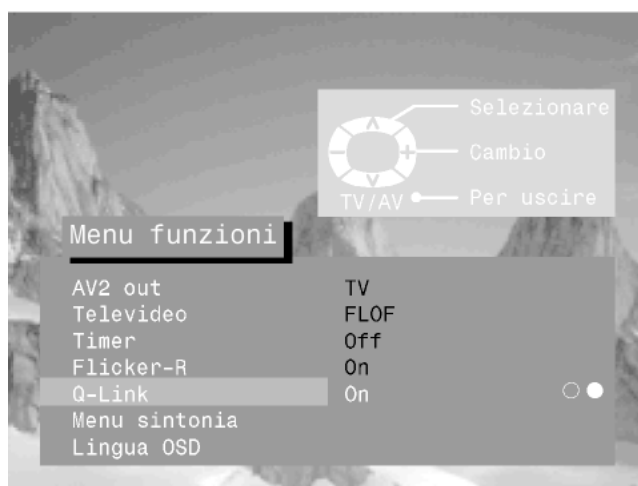 Selezionare
Cambio
TV/AV Per uscire
Menu funzioni
AV2 out TV
Televideo FLOF
Timer Off
Flicker-R On
Q-Link On
Menu sintonia
Lingua OSD